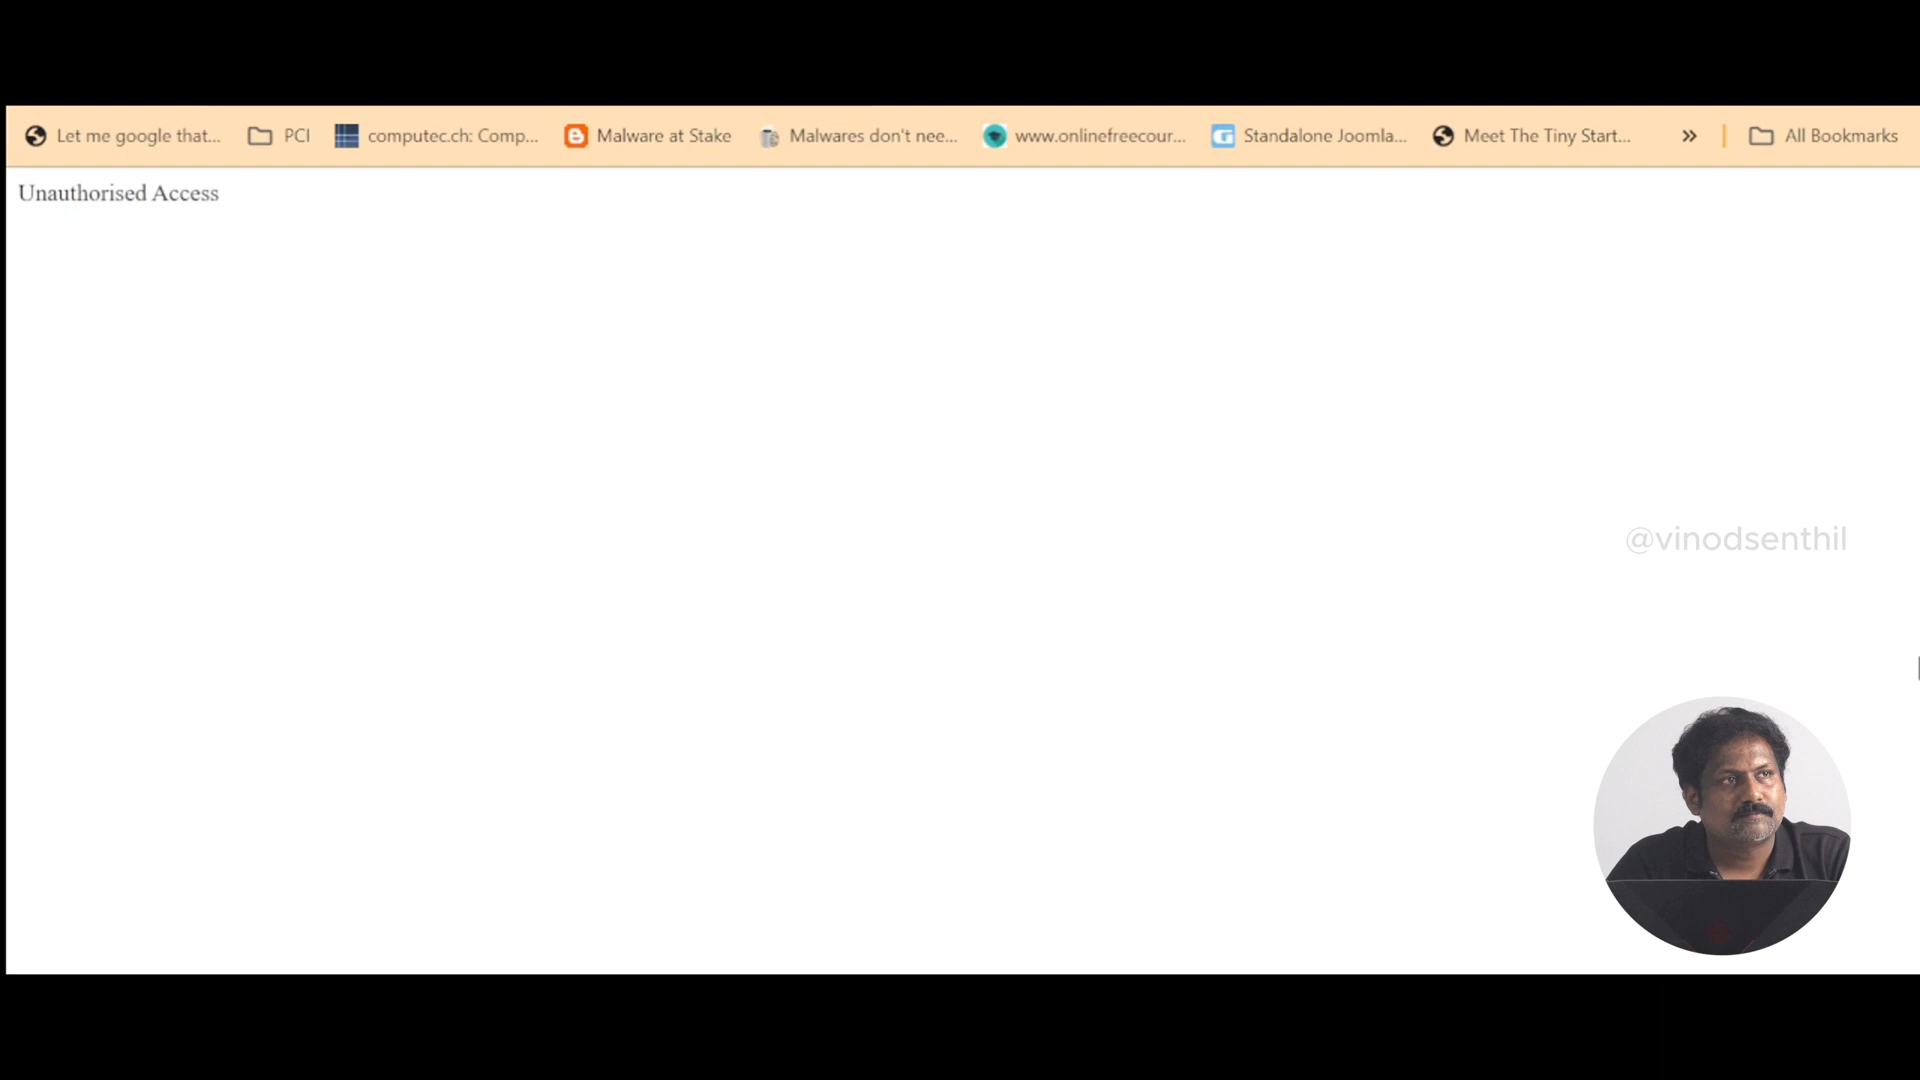 Let me google that... PCI computec.ch: Comp... Malware at Stake Malwares don't nee... www.onlinefreecour... Standalone Joomla... Meet The Tiny Start... » All Bookmarks
Unauthorised Access
@vinodsenthil